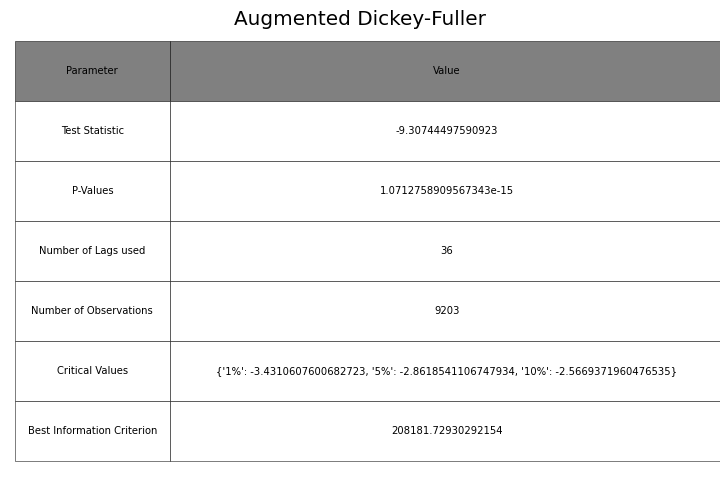 Augmented Dickey-Fuller
Parameter Value
Test Statistic -9.30744497590923
P-Values 1.0712758909567343e-15
Number of Lags used 36
Number of Observations 9203
Critical Values {'1%': -3.4310607600682723, '5%': -2.8618541106747934, '10%': -2.5669371960476535}
Best Information Criterion 208181.72930292154